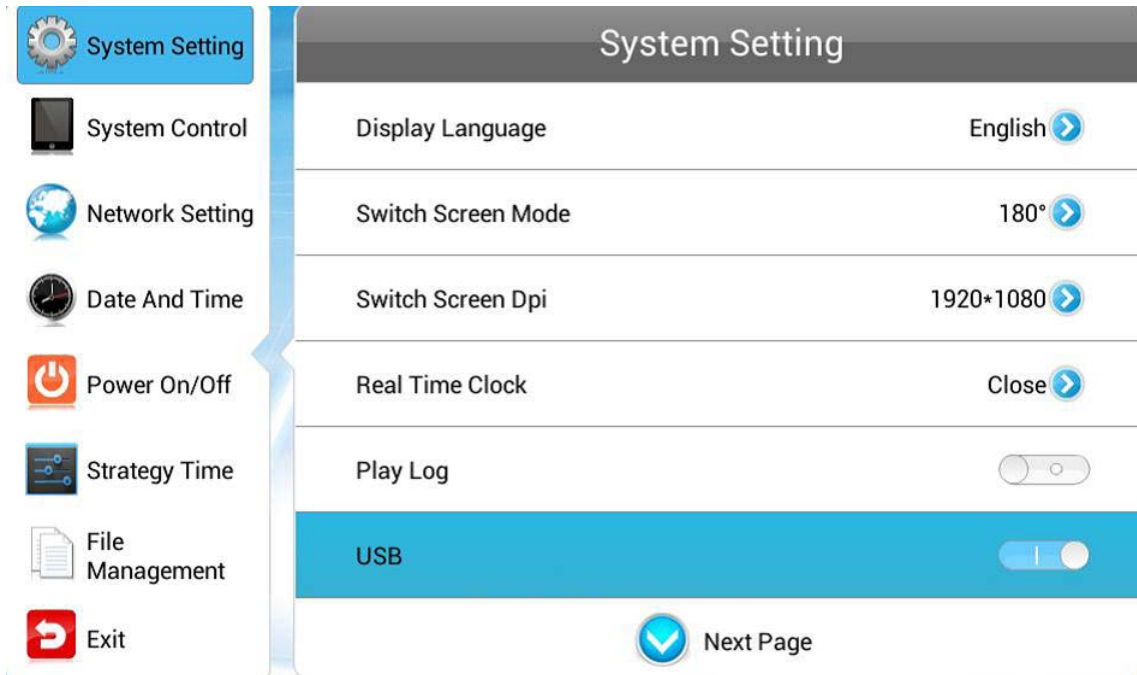 System Setting
System Control
Network Setting
Date And Time
Power On/Off
Strategy Time
File
Management
Exit
System Setting
Display Language English
Switch Screen Mode 180°
Switch Screen Dpi 1920*1080
Real Time Clock Close
Play Log
USB
Next Page